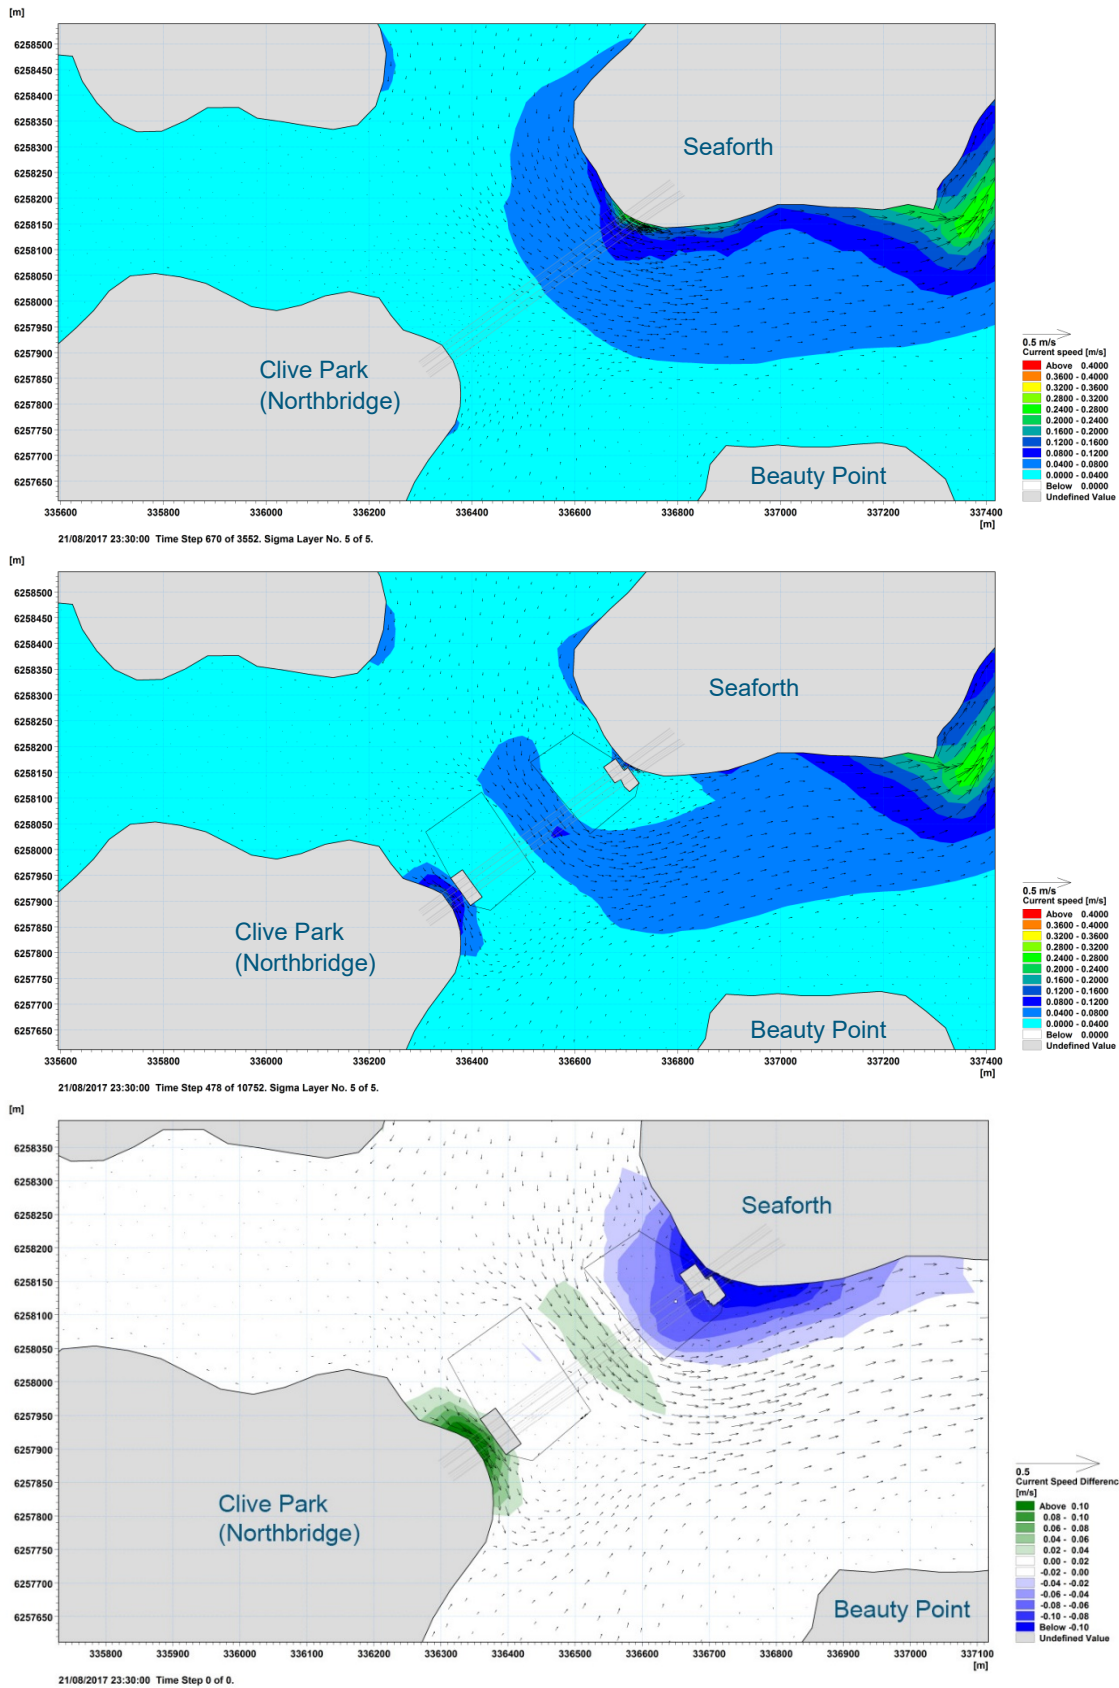 [m]
6258500
6258450
6258400
6258350
6258300
6258250
6258200
6258150
6258100
6258050
6258000
6257950
6257900
6257850
6257800
6257750
6257700
6257650
Seaforth
Clive Park
(Northbridge)
Beauty Point
335600 335800 336000 336200 336400 336600 336800 337000 337200 337400
[m]
21/08/2017 23:30:00 Time Step 670 of 3552. Sigma Layer No. 5 of 5.
0.5 m/s
Current speed [m/s]
Above 0.4000
0.3600 - 0.4000
0.3200 - 0.3600
0.2800 - 0.3200
0.2400 - 0.2800
0.2000 - 0.2400
0.1600 - 0.2000
0.1200 - 0.1600
0.0800 - 0.1200
0.0400 - 0.0800
0.0000 - 0.0400
Below 0.0000
Undefined Value
[m]
6258500
6258450
6258400
6258350
6258300
6258250
6258200
6258150
6258100
6258050
6258000
6257950
6257900
6257850
6257800
6257750
6257700
6257650
Seaforth
Clive Park
(Northbridge)
Beauty Point
335600 335800 336000 336200 336400 336600 336800 337000 337200 337400
[m]
21/08/2017 23:30:00 Time Step 478 of 10752. Sigma Layer No. 5 of 5.
0.5 m/s
Current speed [m/s]
Above 0.4000
0.3600 - 0.4000
0.3200 - 0.3600
0.2800 - 0.3200
0.2400 - 0.2800
0.2000 - 0.2400
0.1600 - 0.2000
0.1200 - 0.1600
0.0800 - 0.1200
0.0400 - 0.0800
0.0000 - 0.0400
Below 0.0000
Undefined Value
[m]
6258350
6258300
6258250
6258200
6258150
6258100
6258050
6258000
6257950
6257900
6257850
6257800
6257750
6257700
6257650
Seaforth
Clive Park
(Northbridge)
Beauty Point
335800 335900 336000 336100 336200 336300 336400 336500 336600 336700 336800 336900 337000 337100
[m]
21/08/2017 23:30:00 Time Step 0 of 0.
0.5
Current Speed Differenc
[m/s]
Above 0.10
0.08 - 0.10
0.06 - 0.08
0.04 - 0.06
0.02 - 0.04
0.00 - 0.02
-0.02 - 0.00
-0.04 - -0.02
-0.06 - -0.04
-0.08 - -0.06
-0.10 - -0.08
Below -0.10
Undefined Value